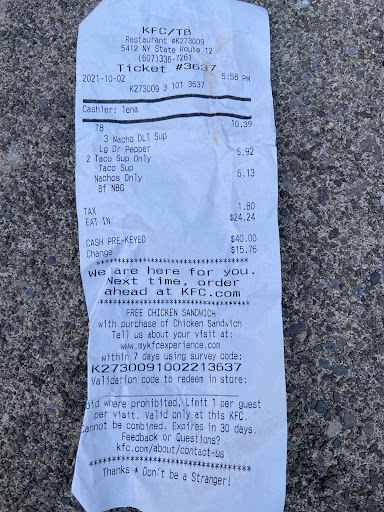 KFC/TB
Restaurant #K273009
5412 NY State Route 12
(607)336-7261
Ticket #3637
2021-10-02 5:58 PM
K273009 3 101 3637
Cashier: lena
TB 10.39
3 Nacho DLT Sup
Lg Dr Pepper
2 Taco Sup Only 5.92
Taco Sup
Nachos Only 6.13
Bf NBG
TAX 1.80
EAT IN $24.24
CASH PRE-KEYED $40.00
Change $15.76
We are here for you.
Next time, order
ahead at KFC.com
FREE CHICKEN SANDWICH
with purchase of Chicken Sandwich
Tell us about your visit at:
www.mykfcexperience.com
within 7 days using survey code:
K2730091002213637
Validation code to redeem in store:
oid where prohibited. Limit 1 per guest
per visit. Valid only at this KFC.
annot be combined. Expires in 30 days.
Feedback or Questions?
kfc.com/about/contact-us
Thanks * Don't be a Stranger!